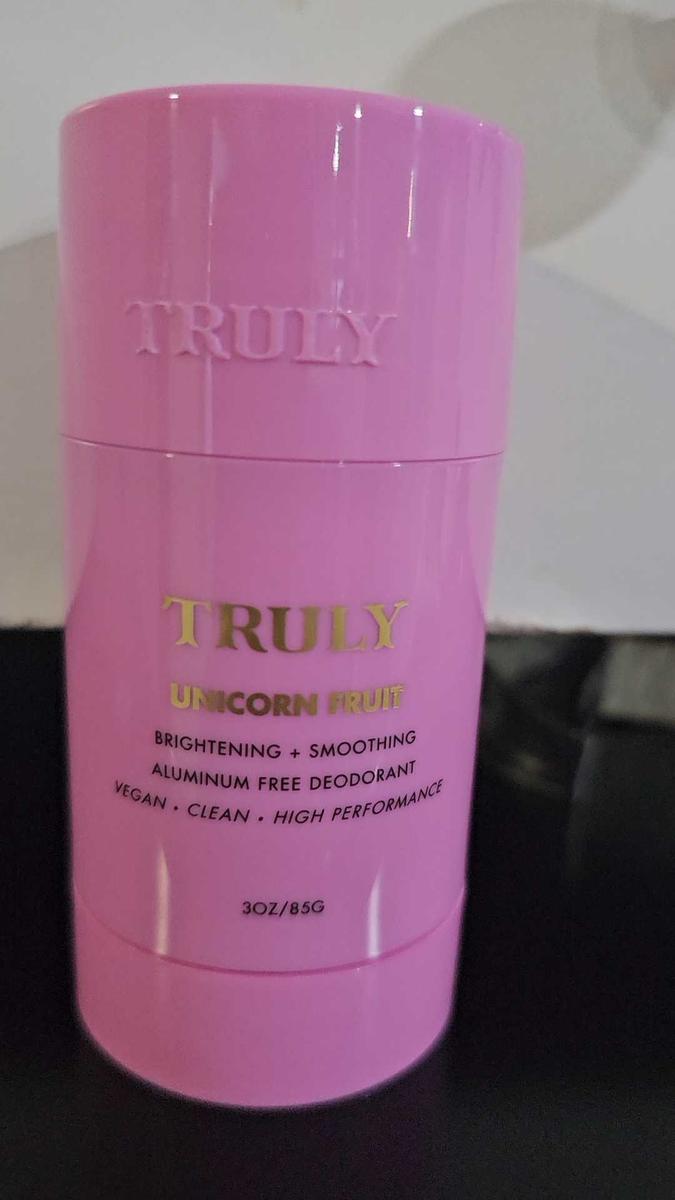 TRULY
TRULY
UNICORN FRUIT
BRIGHTENING + SMOOTHING
ALUMINUM FREE DEODORANT
VEGAN • CLEAN • HIGH PERFORMANCE
3OZ/85G